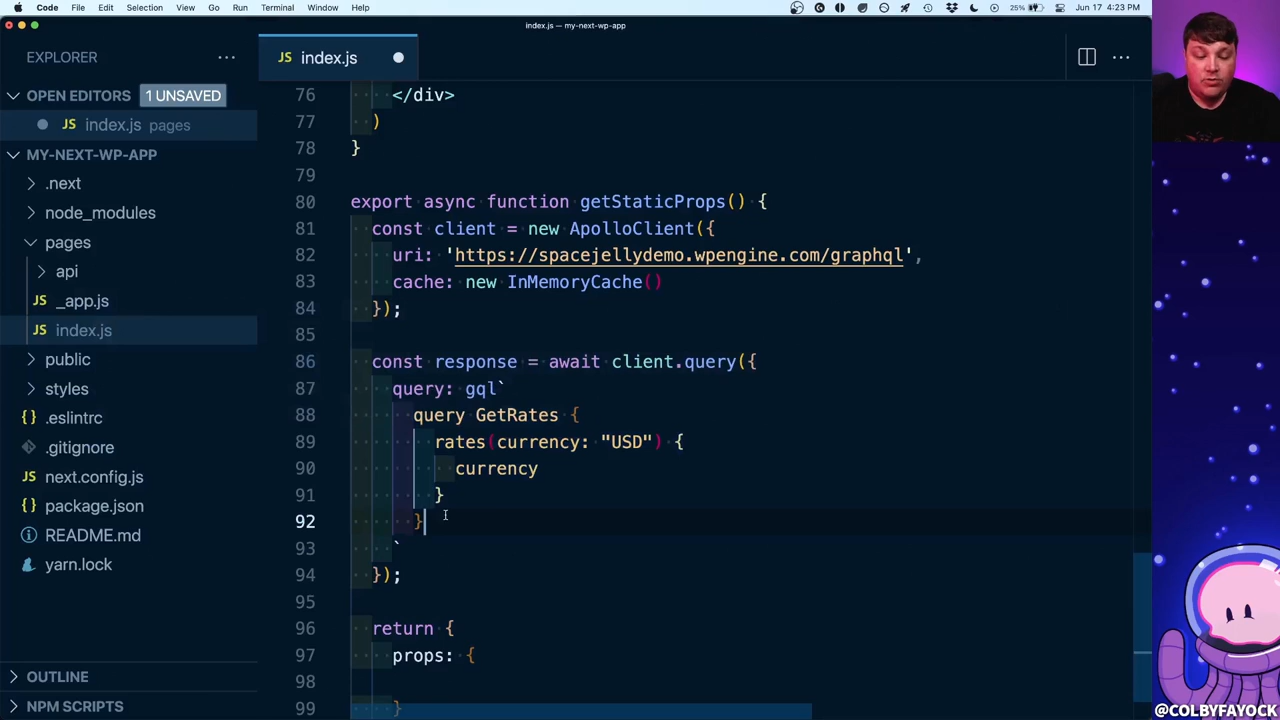 Code File Edit Selection View Go Run Terminal Window Help 25% Jun 17 4:23 PM
index.js — my-next-wp-app
EXPLORER
JS index.js
OPEN EDITORS 1 UNSAVED
JS index.js pages
MY-NEXT-WP-APP
.next
node_modules
pages
api
JS _app.js
JS index.js
public
styles
{} .eslintrc
.gitignore
JS next.config.js
{} package.json
README.md
yarn.lock
OUTLINE
NPM SCRIPTS
76 </div>
77 )
78 }
79
80 export async function getStaticProps() {
81 const client = new ApolloClient({
82 uri: 'https://spacejellydemo.wpengine.com/graphql',
83 cache: new InMemoryCache()
84 });
85
86 const response = await client.query({
87 query: gql`
88 query GetRates {
89 rates(currency: "USD") {
90 currency
91 }
92 }
93 `
94 });
95
96 return {
97 props: {
98
99 }
@COLBYFAYOCK